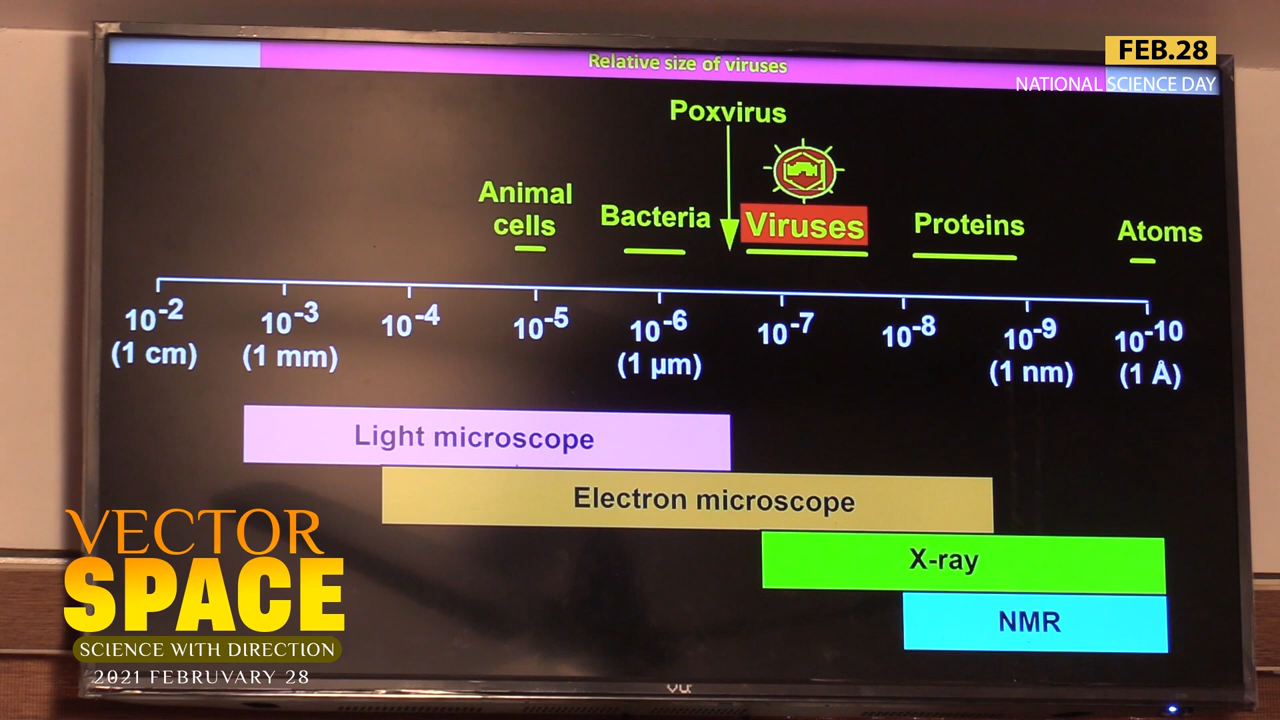 FEB.28
NATIONAL SCIENCE DAY
Relative size of viruses
Poxvirus
Animal
cells
Bacteria
Viruses
Proteins
Atoms
10⁻² 10⁻³ 10⁻⁴ 10⁻⁵ 10⁻⁶ 10⁻⁷ 10⁻⁸ 10⁻⁹ 10⁻¹⁰
(1 cm) (1 mm) (1 µm) (1 nm) (1 Å)
Light microscope
Electron microscope
X-ray
NMR
VECTOR
SPACE
SCIENCE WITH DIRECTION
2021 FEBRUVARY 28
VU